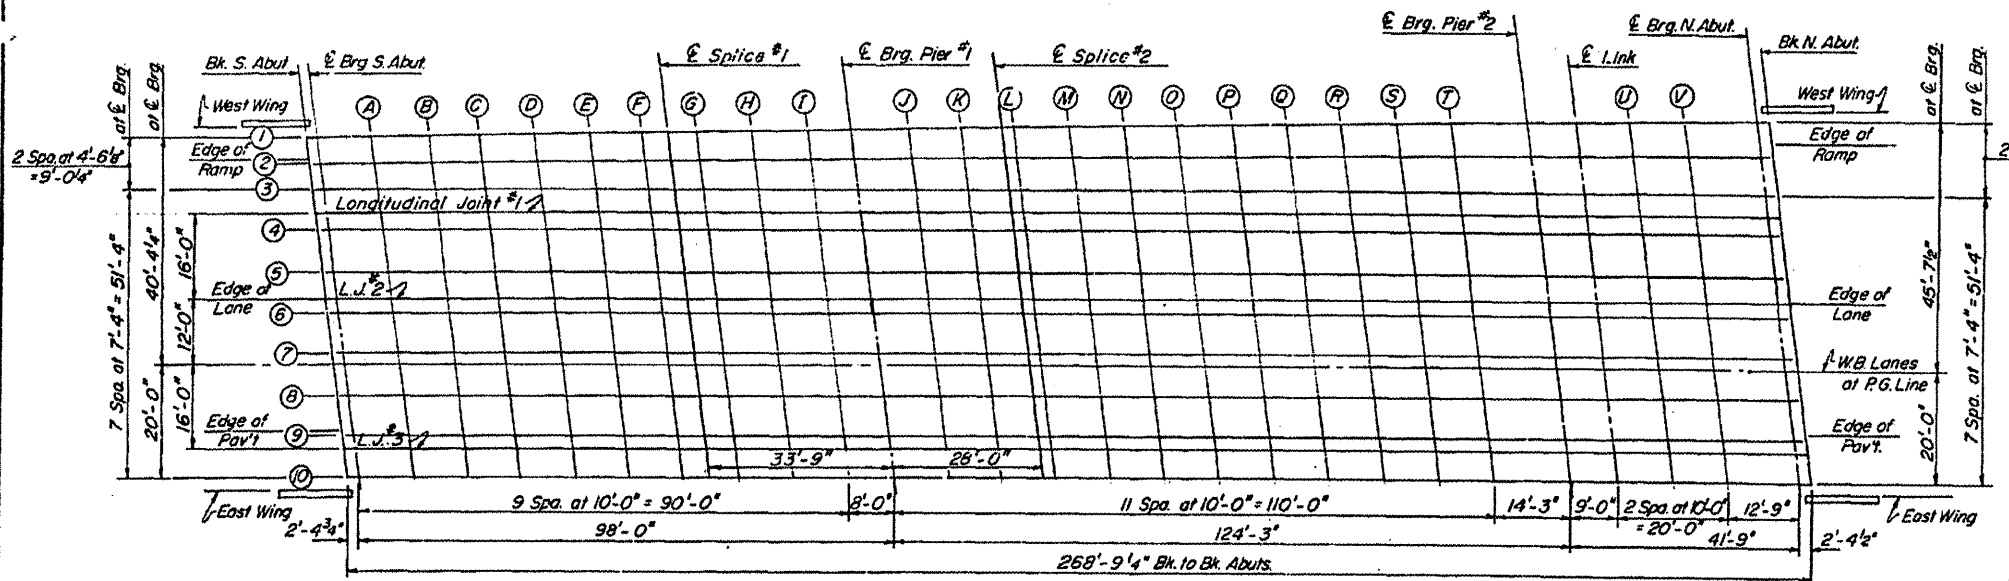 ℄ Brg. Pier #2
℄ Brg. N. Abut.
Bk. S. Abut.
℄ Brg S. Abut.
℄ Splice #1
℄ Brg. Pier #1
℄ Splice #2
℄ Link
Bk. N. Abut.
7 Spa. at 7'-4" = 51'-4"
at ℄ Brg.
40'-4¼"
at ℄ Brg.
West Wing
A B C D E F G H I J K L M N O P Q R S T U V
West Wing
45'-7½"
at ℄ Brg.
7 Spa. at 7'-4" = 51'-4"
at ℄ Brg.
2 Spa. at 4'-6⅛"
= 9'-0¼"
1
Edge of
Ramp
2
3
Edge of
Ramp
2
Longitudinal Joint #1
4
5
16'-0"
L.J. #2
Edge of
Lane
6
12'-0"
Edge of
Lane
7
W.B. Lanes
at P.G. Line
8
20'-0"
16'-0"
Edge of
Pav't
9
L.J. #3
Edge of
Pav't.
20'-0"
33'-9"
28'-0"
10
East Wing
2'-4¾"
9 Spa. at 10'-0" = 90'-0"
8'-0"
11 Spa. at 10'-0" = 110'-0"
14'-3"
9'-0"
2 Spa. at 10'-0"
= 20'-0"
12'-9"
East Wing
98'-0"
124'-3"
41'-9"
2'-4½"
268'-9¼" Bk. to Bk. Abuts.